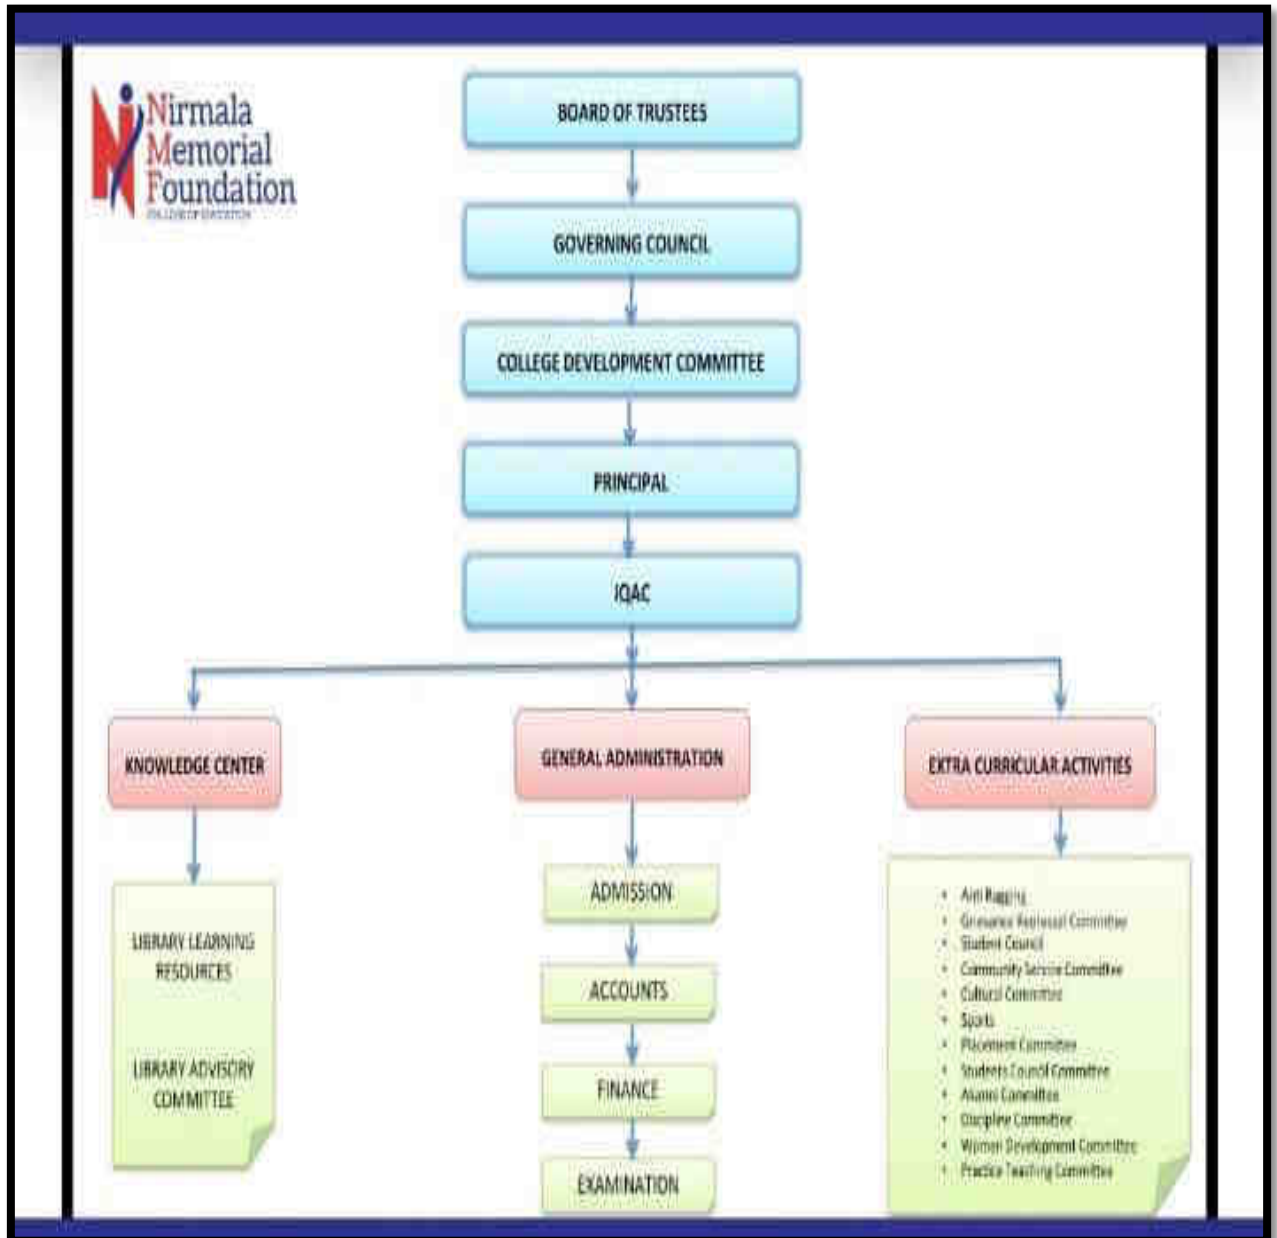 Nirmala
Memorial
Foundation
COLLEGE OF EDUCATION
BOARD OF TRUSTEES
GOVERNING COUNCIL
COLLEGE DEVELOPMENT COMMITTEE
PRINCIPAL
IQAC
KNOWLEDGE CENTER
GENERAL ADMINISTRATION
EXTRA CURRICULAR ACTIVITIES
LIBRARY LEARNING
RESOURCES
LIBRARY ADVISORY
COMMITTEE
ADMISSION
ACCOUNTS
FINANCE
EXAMINATION
• Anti Ragging
• Grievance Redressal Committee
• Student Council
• Community Service Committee
• Cultural Committee
• Sports
• Placement Committee
• Students Council Committee
• Alumni Committee
• Discipline Committee
• Women Development Committee
• Practice Teaching Committee